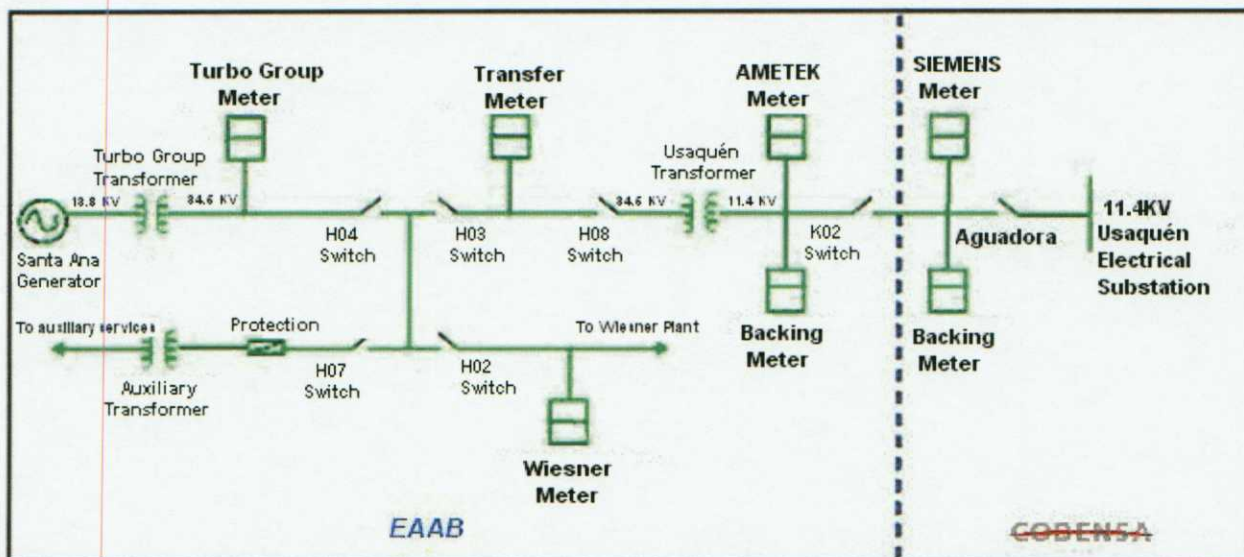 Turbo Group
Meter
Transfer
Meter
AMETEK
Meter
SIEMENS
Meter
Turbo Group
Transformer
Usaquén
Transformer
13.8 KV
34.5 KV
34.5 KV
11.4 KV
H04
Switch
H03
Switch
H08
Switch
K02
Switch
Aguadora
11.4KV
Usaquén
Electrical
Substation
Santa Ana
Generator
To auxiliary services
Protection
To Wiesner Plant
Auxiliary
Transformer
H07
Switch
H02
Switch
Backing
Meter
Backing
Meter
Wiesner
Meter
EAAB
CODENSA